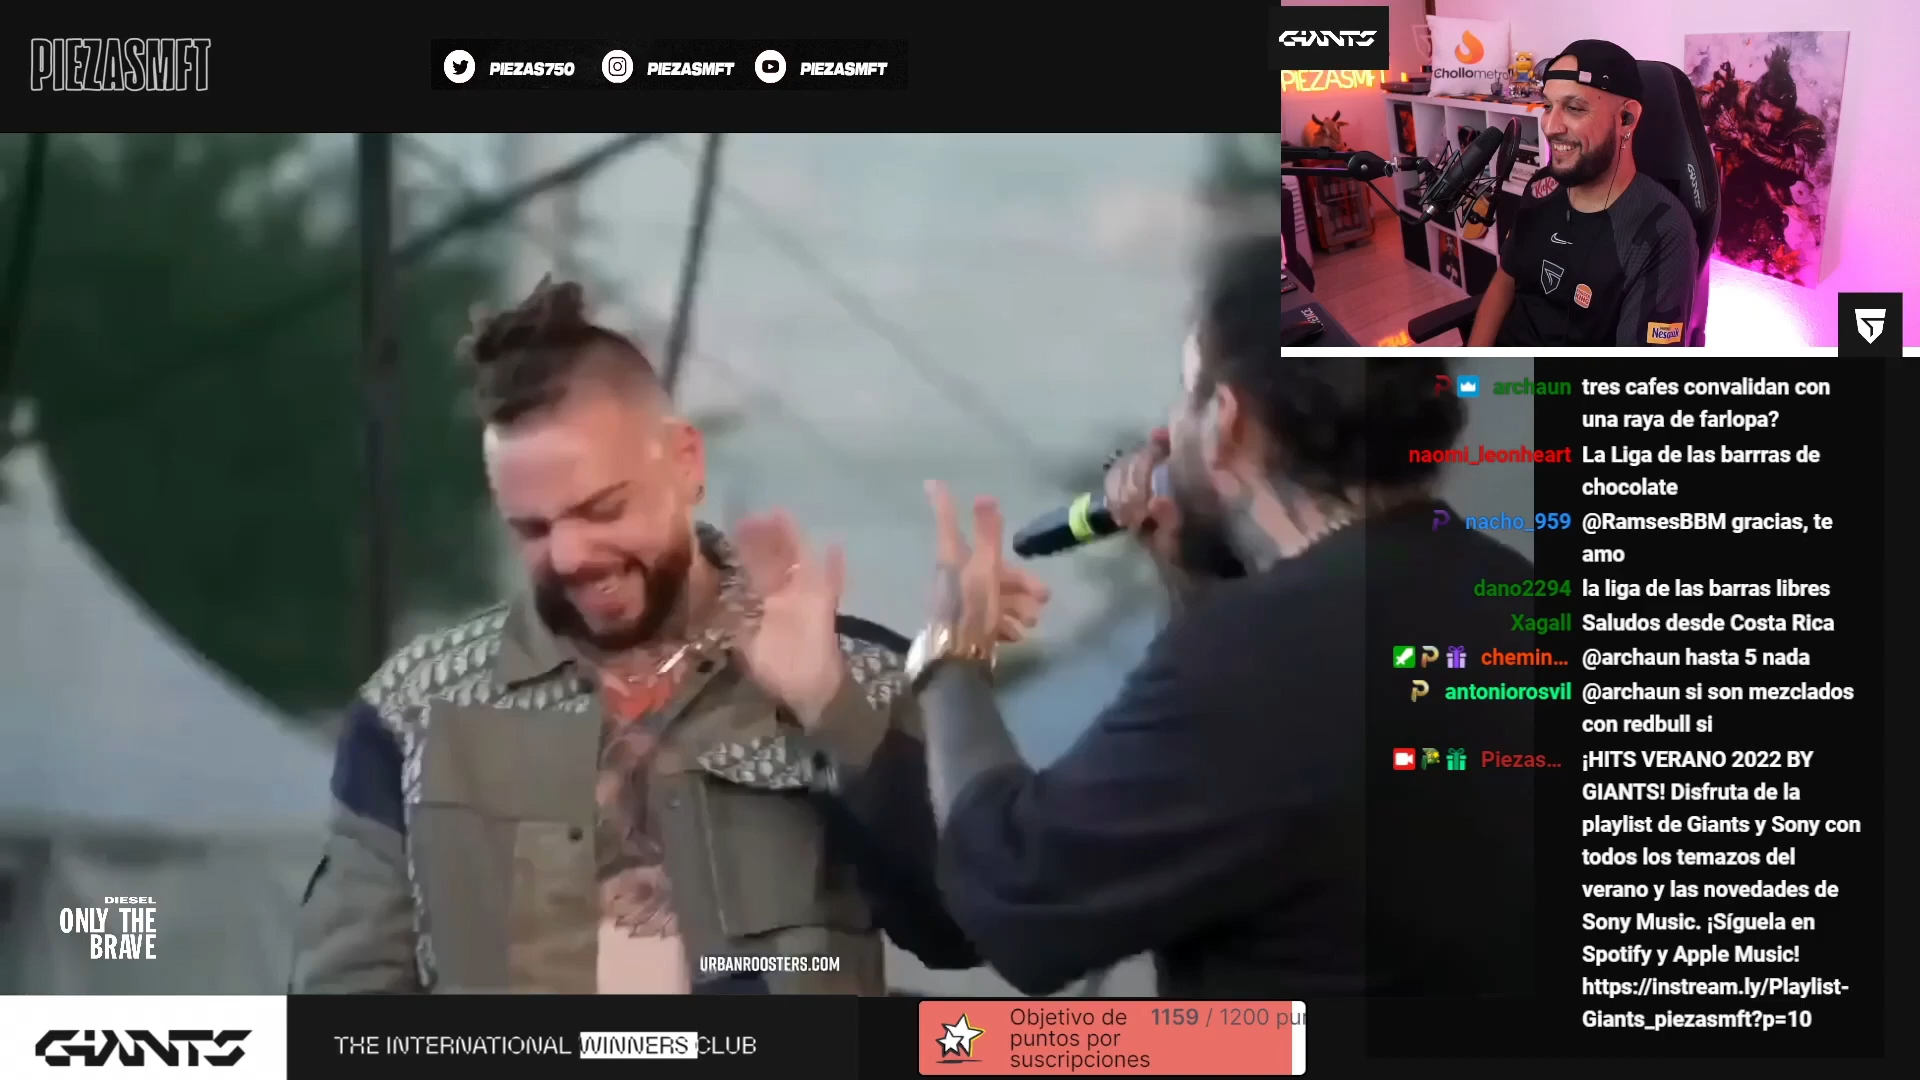 PIEZASMFT
PIEZAS750
PIEZASMFT
PIEZASMFT
GIANTS
PIEZASMFT
Chollometro
Nesquik
archaun tres cafes convalidan con
una raya de farlopa?
naomi_leonheart La Liga de las barrras de
chocolate
nacho_959 @RamsesBBM gracias, te
amo
dano2294 la liga de las barras libres
Xagall Saludos desde Costa Rica
chemin... @archaun hasta 5 nada
antoniorosvil @archaun si son mezclados
con redbull si
Piezas... ¡HITS VERANO 2022 BY
GIANTS! Disfruta de la
playlist de Giants y Sony con
todos los temazos del
verano y las novedades de
Sony Music. ¡Síguela en
Spotify y Apple Music!
https://instream.ly/Playlist-
Giants_piezasmft?p=10
DIESEL
ONLY THE
BRAVE
URBANROOSTERS.COM
GIANTS
THE INTERNATIONAL WINNERS CLUB
Objetivo de
puntos por
suscripciones
1159 / 1200 pun